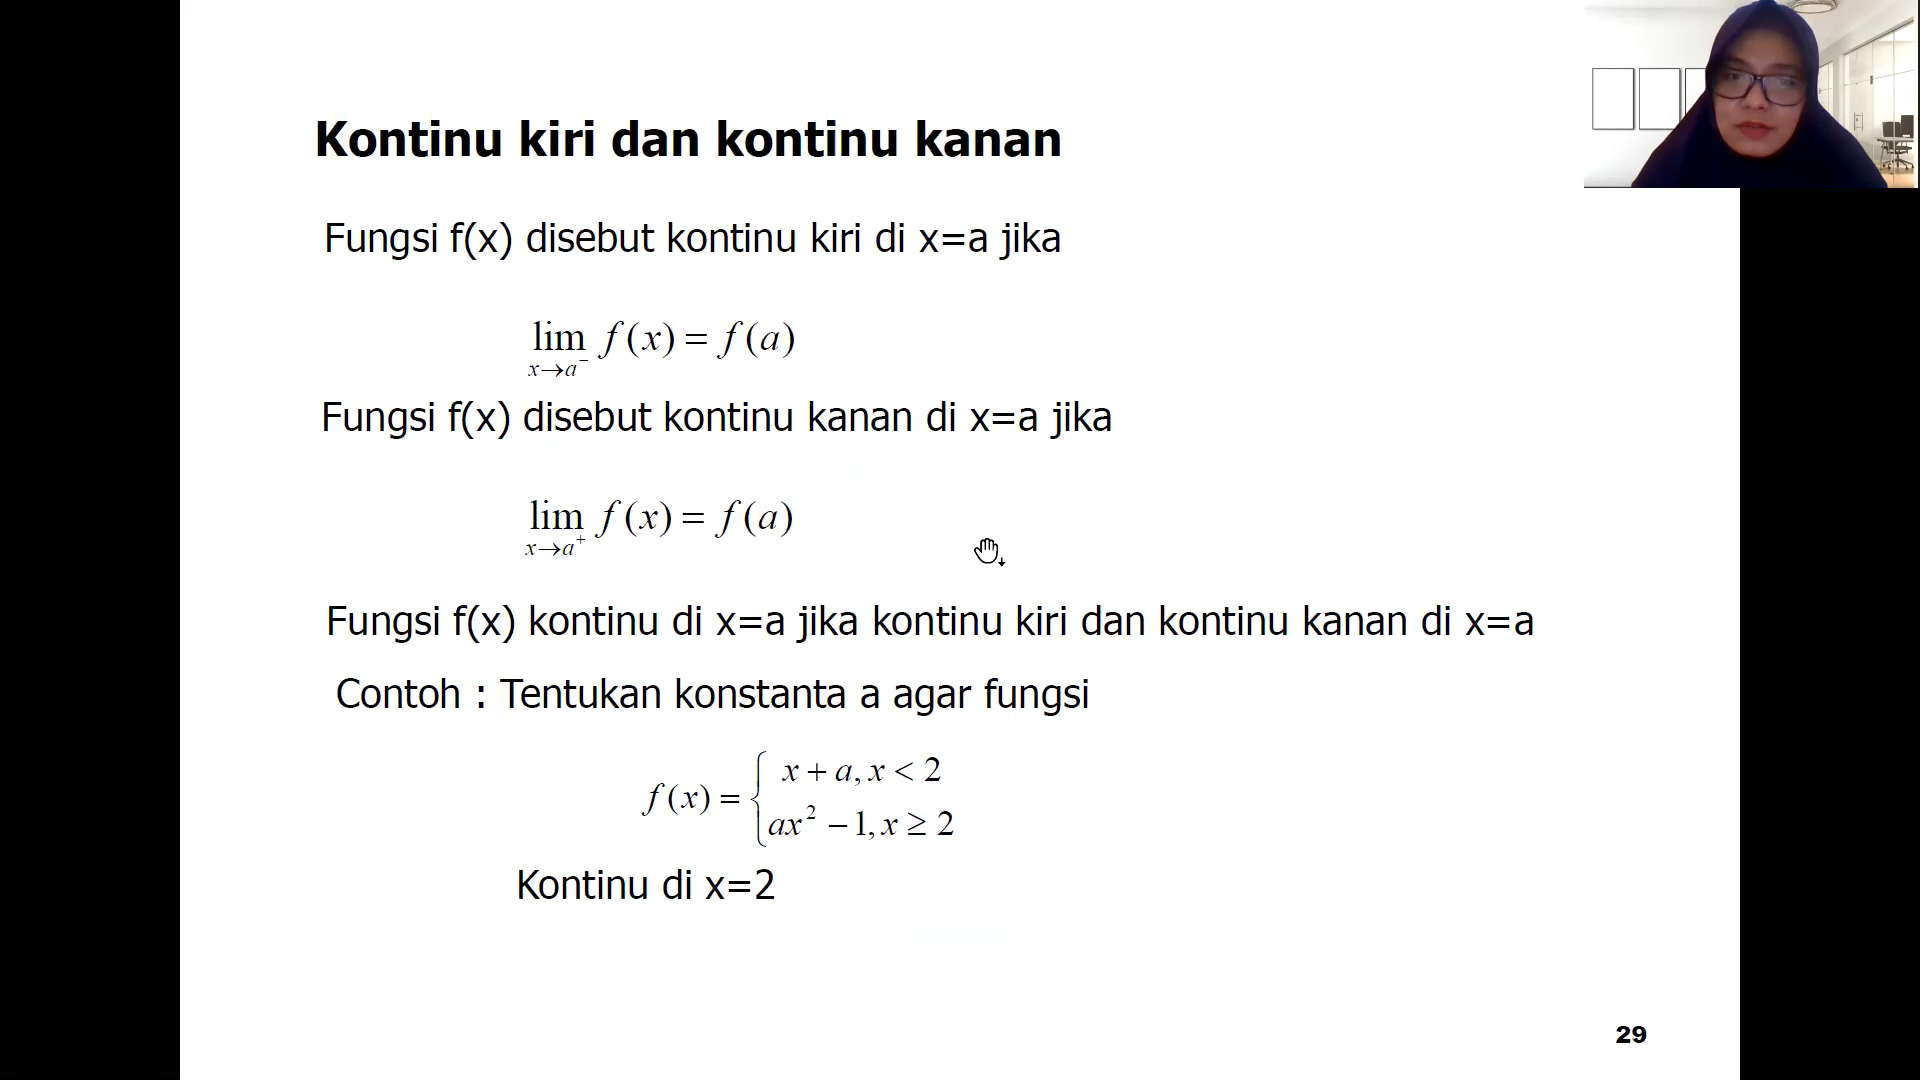 Kontinu kiri dan kontinu kanan
Fungsi f(x) disebut kontinu kiri di x=a jika
lim f(x) = f(a)
x→a⁻
Fungsi f(x) disebut kontinu kanan di x=a jika
lim f(x) = f(a)
x→a⁺
Fungsi f(x) kontinu di x=a jika kontinu kiri dan kontinu kanan di x=a
Contoh : Tentukan konstanta a agar fungsi
f(x) = { x + a, x < 2
ax² − 1, x ≥ 2
Kontinu di x=2
29